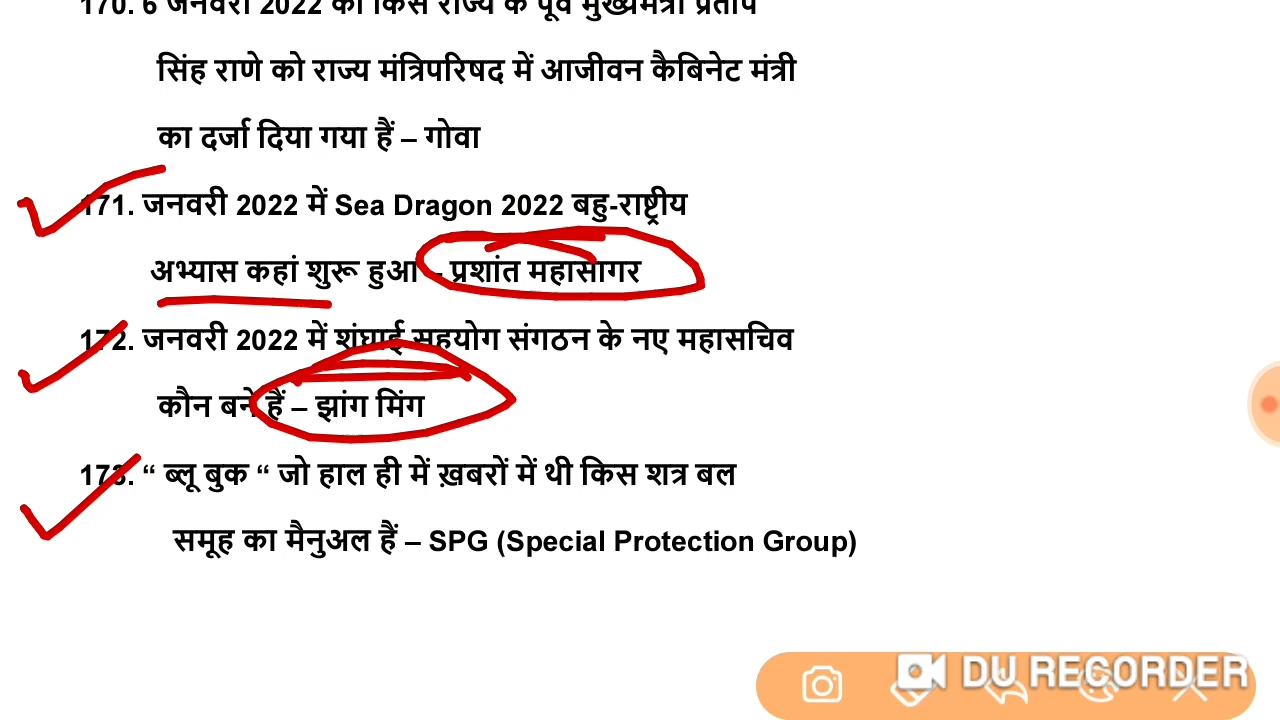 170. 6 जनवरी 2022 को किस राज्य के पूर्व मुख्यमंत्री प्रताप
सिंह राणे को राज्य मंत्रिपरिषद में आजीवन कैबिनेट मंत्री
का दर्जा दिया गया हैं – गोवा
171. जनवरी 2022 में Sea Dragon 2022 बहु-राष्ट्रीय
अभ्यास कहां शुरू हुआ – प्रशांत महासागर
172. जनवरी 2022 में शंघाई सहयोग संगठन के नए महासचिव
कौन बने हैं – झांग मिंग
173. “ ब्लू बुक “ जो हाल ही में ख़बरों में थी किस शत्र बल
समूह का मैनुअल हैं – SPG (Special Protection Group)
DU RECORDER